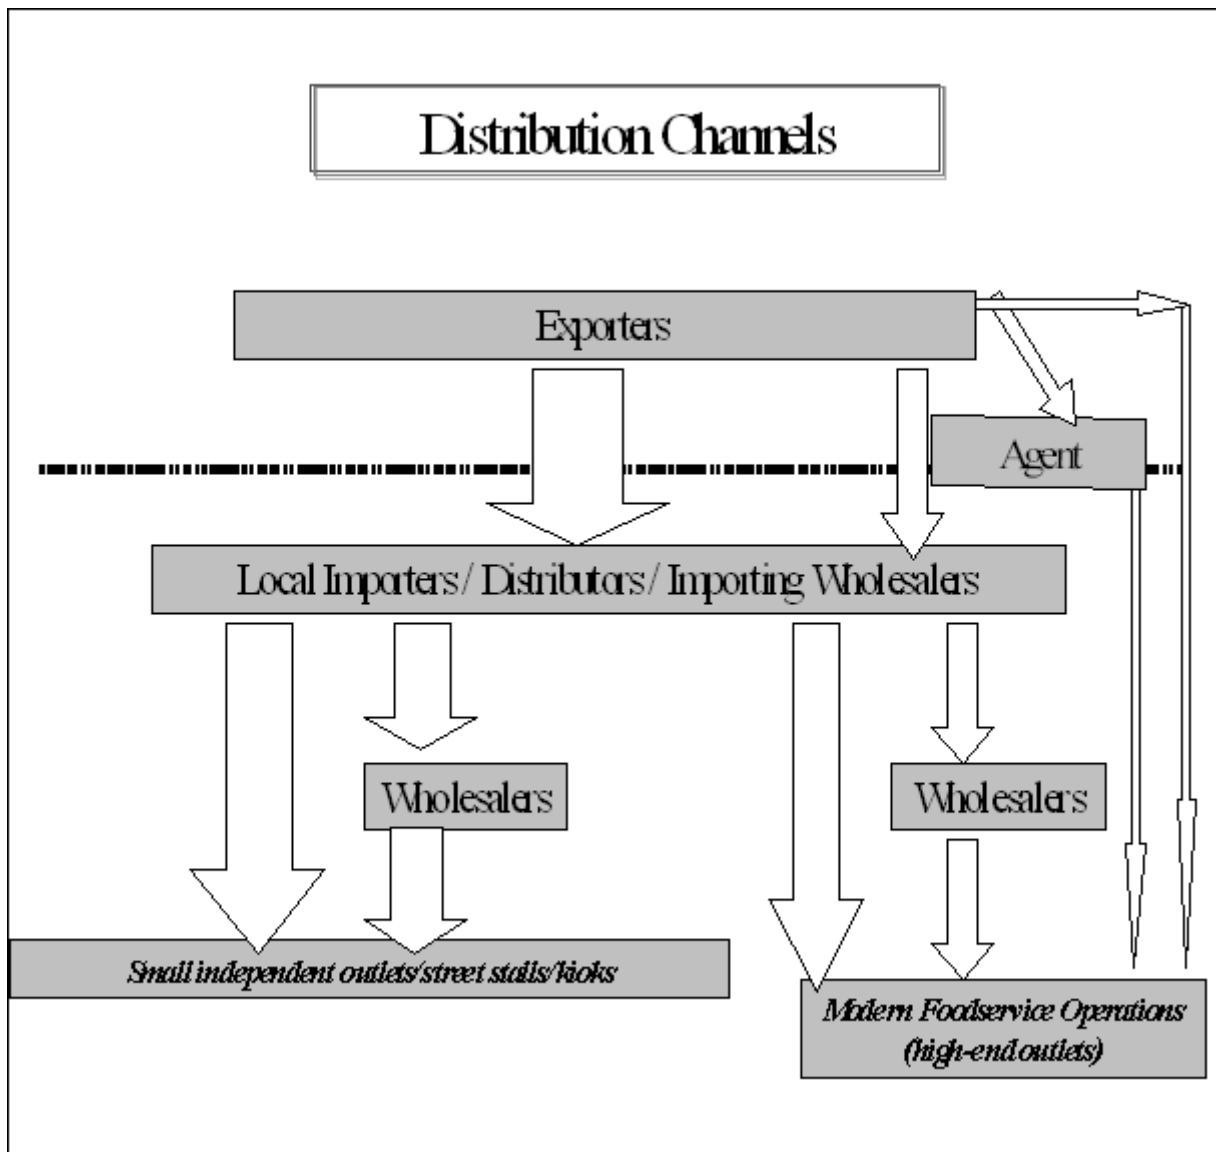 Distribution Channels
Exporters
Agent
Local Importers / Distributors / Importing Wholesalers
Wholesalers
Wholesalers
Small independent outlets/street stalls/kioks
Modern Foodservice Operations
(high-end outlets)